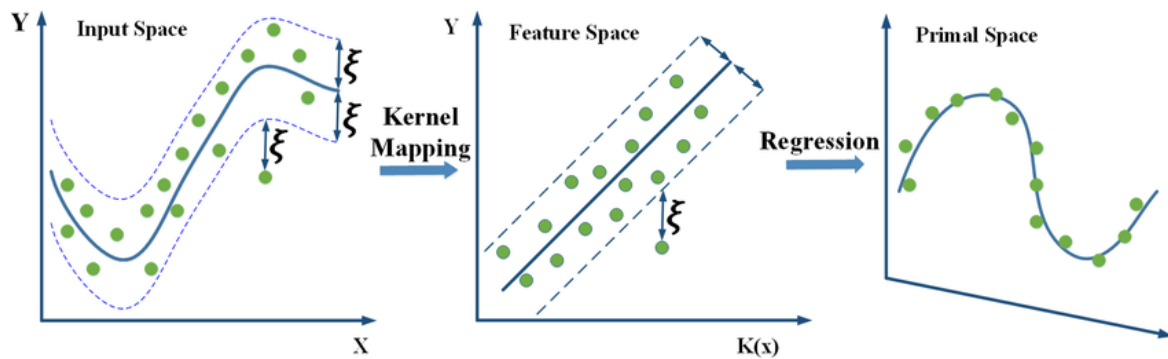 Y
Input Space
ξ
ξ
ξ
X
Kernel
Mapping
Y
Feature Space
ξ
K(x)
Regression
Primal Space